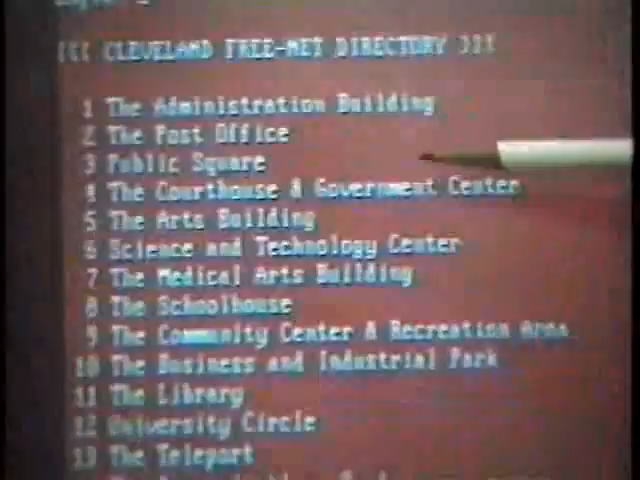 <<< CLEVELAND FREE-NET DIRECTORY >>>
1 The Administration Building
2 The Post Office
3 Public Square
4 The Courthouse & Government Center
5 The Arts Building
6 Science and Technology Center
7 The Medical Arts Building
8 The Schoolhouse
9 The Community Center & Recreation Area
10 The Business and Industrial Park
11 The Library
12 University Circle
13 The Teleport